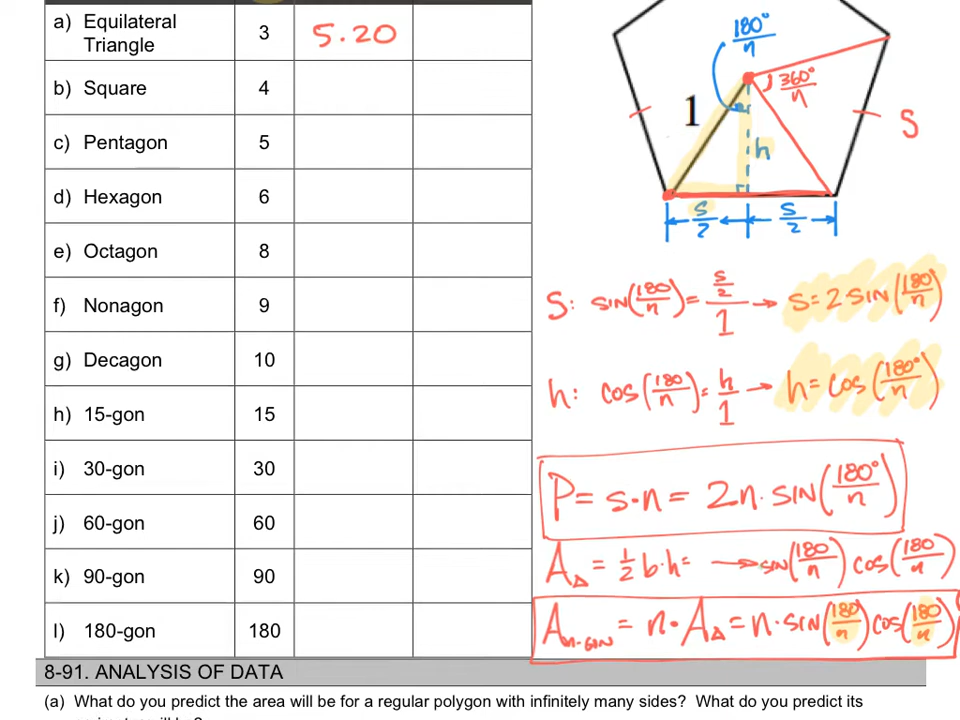 a) Equilateral Triangle 3 5.20
b) Square 4
c) Pentagon 5
d) Hexagon 6
e) Octagon 8
f) Nonagon 9
g) Decagon 10
h) 15-gon 15
i) 30-gon 30
j) 60-gon 60
k) 90-gon 90
l) 180-gon 180
180°/n
360°/n
1
S
h
s/2 s/2
S: sin(180/n) = (s/2)/1 → s = 2 sin(180/n)
h: cos(180/n) = h/1 → h = cos(180°/n)
P = s·n = 2n·sin(180°/n)
A△ = 1/2 b·h = → sin(180/n) cos(180/n)
An-gon = n·A△ = n·sin(180/n) cos(180/n)
8-91. ANALYSIS OF DATA
(a) What do you predict the area will be for a regular polygon with infinitely many sides? What do you predict its